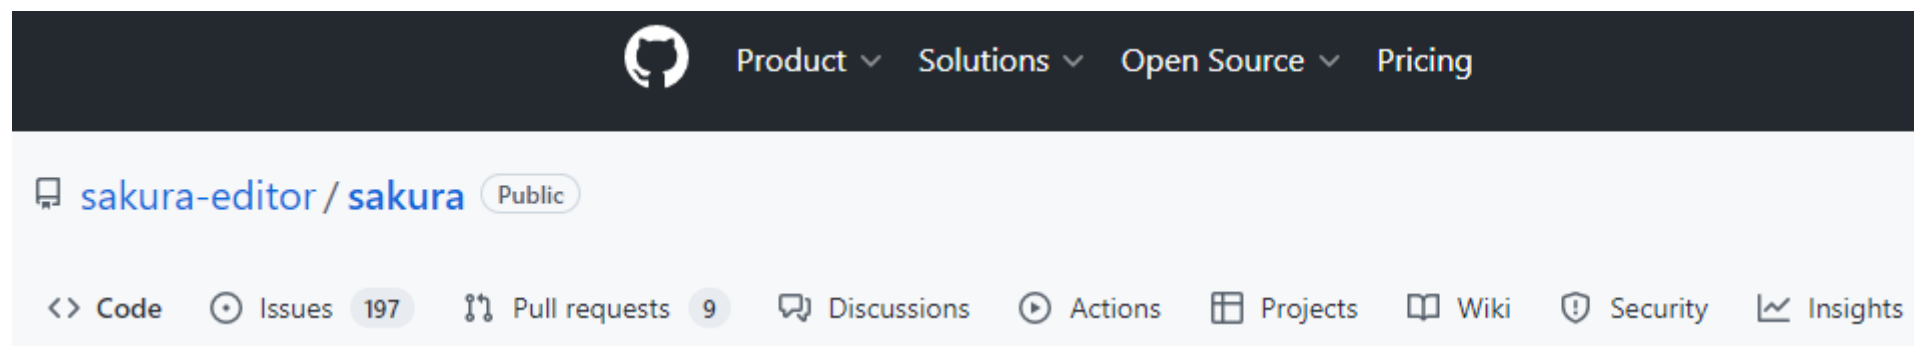 Product Solutions Open Source Pricing
sakura-editor / sakura Public
Code Issues 197 Pull requests 9 Discussions Actions Projects Wiki Security Insights